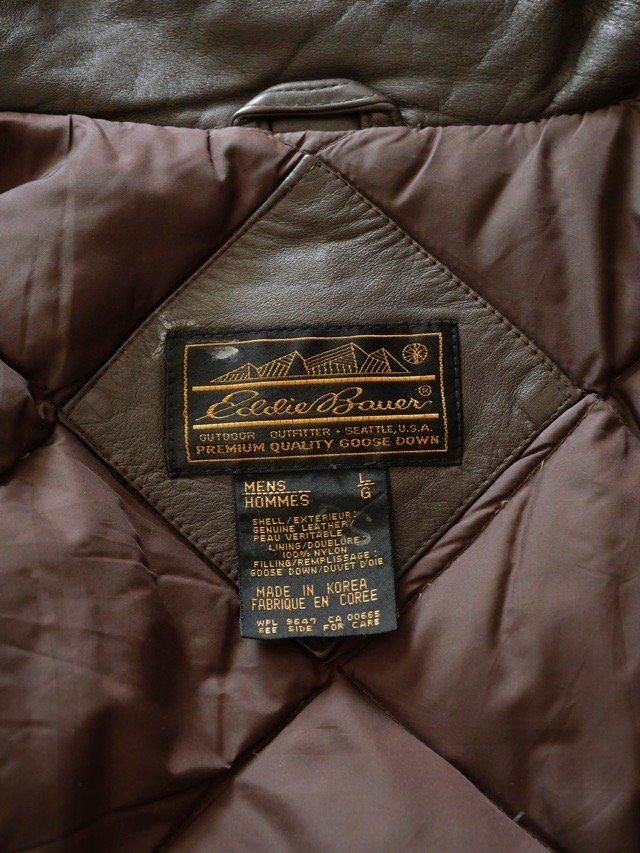 Eddie Bauer®
OUTDOOR OUTFITTER • SEATTLE, U.S.A.
PREMIUM QUALITY GOOSE DOWN
MENS L/G
HOMMES
SHELL/EXTERIEUR:
GENUINE LEATHER/
PEAU VERITABLE
LINING/DOUBLURE:
100% NYLON
FILLING/REMPLISSAGE:
GOOSE DOWN/DUVET D'OIE
MADE IN KOREA
FABRIQUE EN COREE
WPL 9647 CA 00665
SEE SIDE FOR CARE